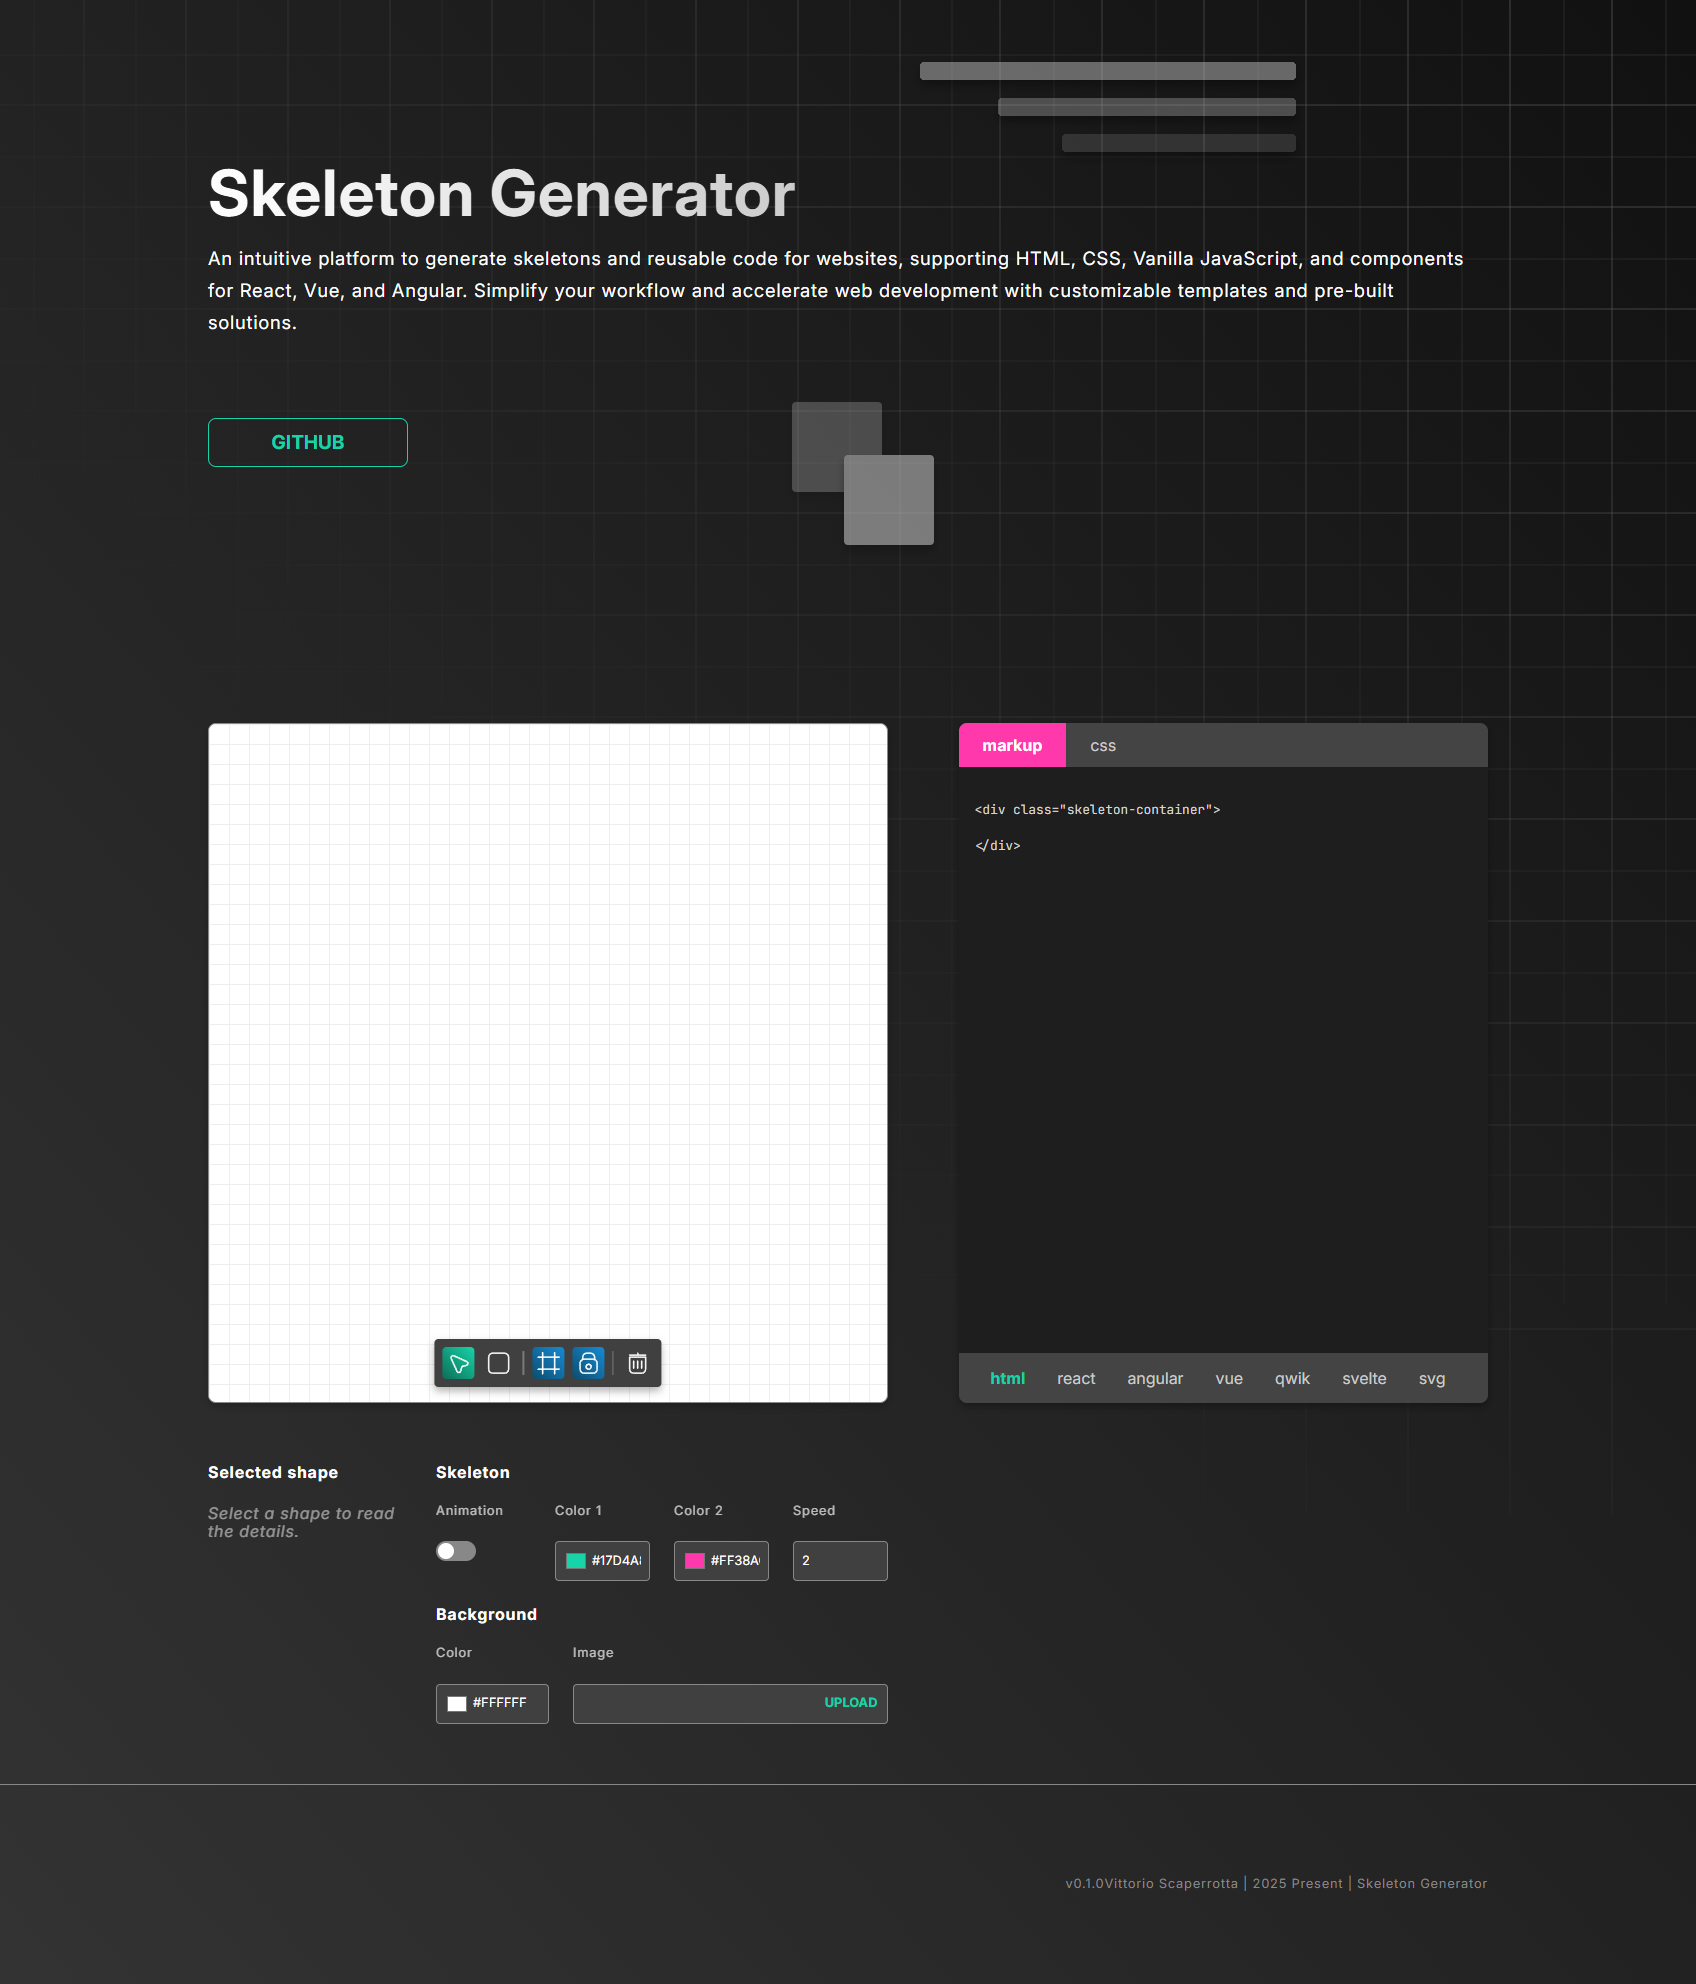 Skeleton Generator
An intuitive platform to generate skeletons and reusable code for websites, supporting HTML, CSS, Vanilla JavaScript, and components
for React, Vue, and Angular. Simplify your workflow and accelerate web development with customizable templates and pre-built
solutions.
GITHUB
markup css
<div class="skeleton-container">
</div>
html react angular vue qwik svelte svg
Selected shape
Select a shape to read
the details.
Skeleton
Animation Color 1 Color 2 Speed
#17D4A #FF38A 2
Background
Color Image
#FFFFFF UPLOAD
v0.1.0Vittorio Scaperrotta | 2025 Present | Skeleton Generator